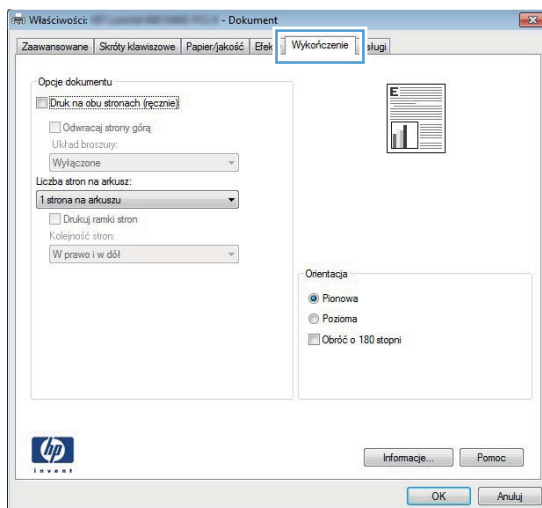 Właściwości: - Dokument
Zaawansowane Skróty klawiszowe Papier/jakość Efek Wykończenie sługi
Opcje dokumentu
Druk na obu stronach (ręcznie)
Odwracaj strony górą
Układ broszury:
Wyłączone
Liczba stron na arkusz:
1 strona na arkuszu
Drukuj ramki stron
Kolejność stron:
W prawo i w dół
E
Orientacja
Pionowa
Pozioma
Obróć o 180 stopni
hp
invent
Informacje... Pomoc
OK Anuluj